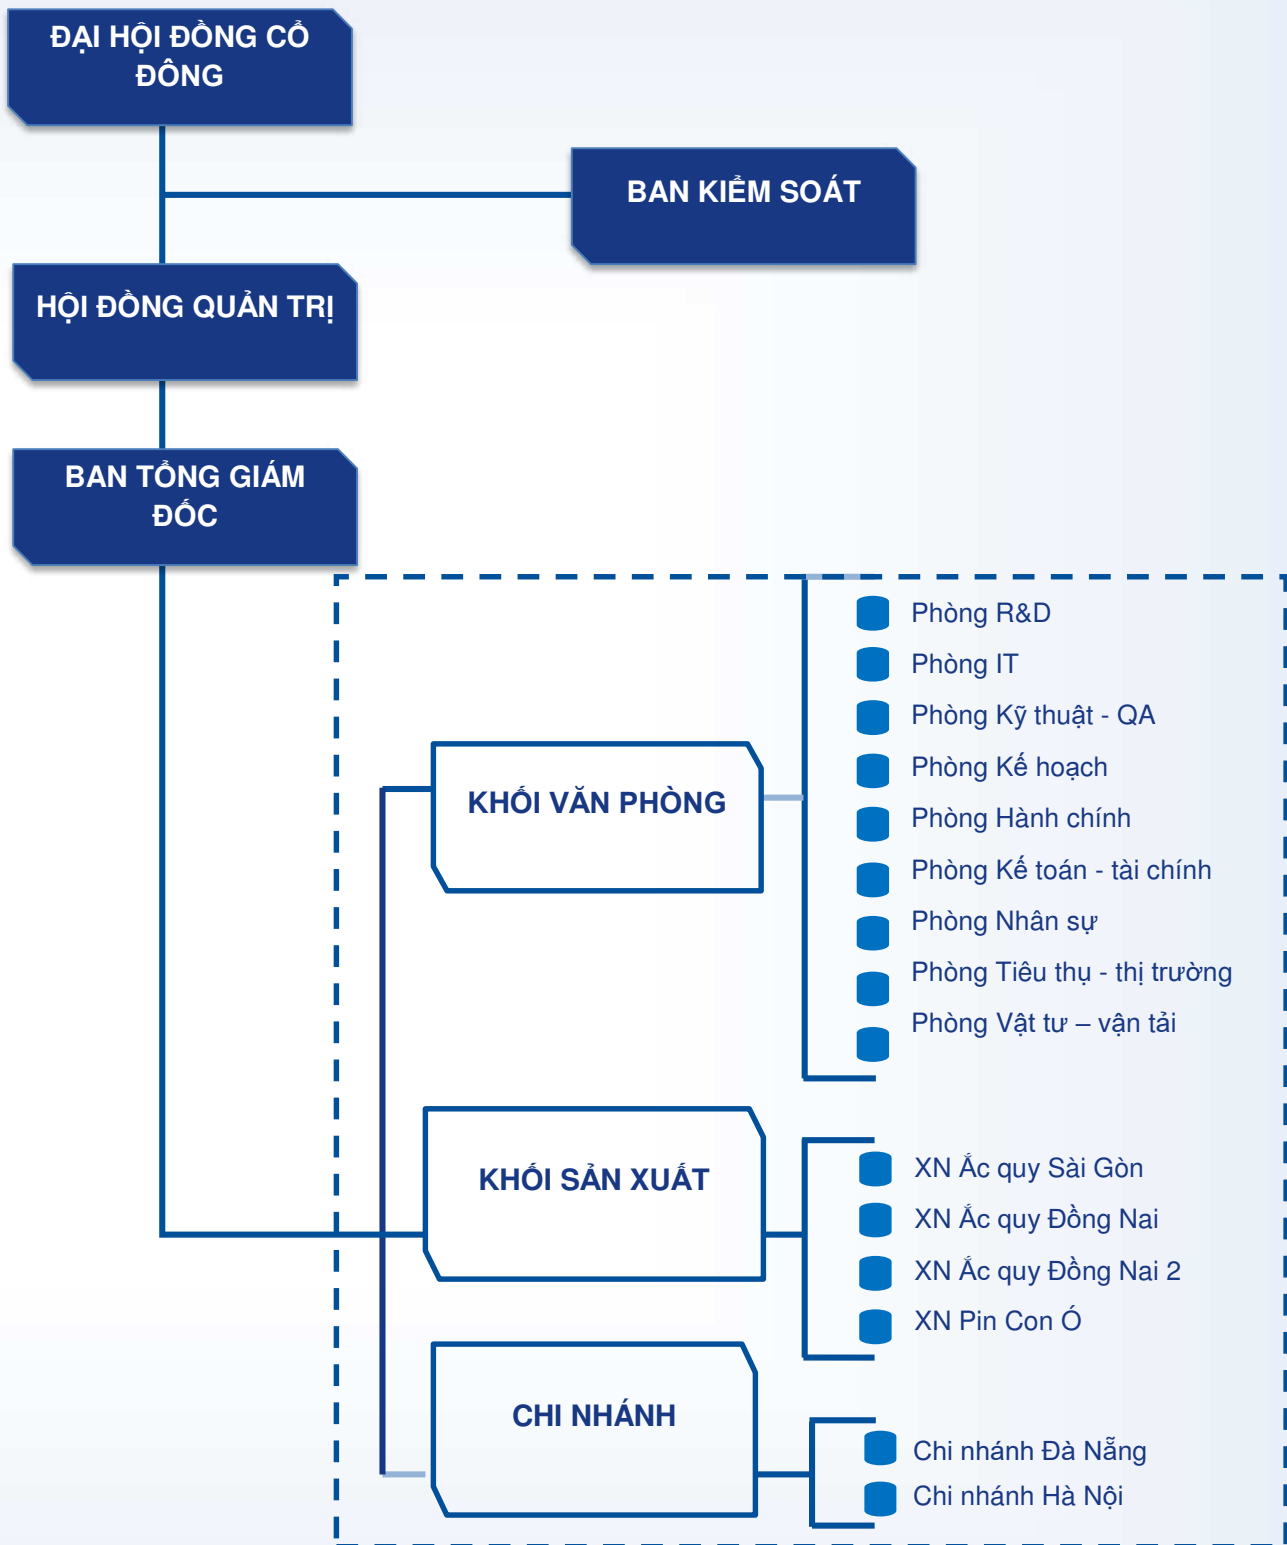 ĐẠI HỘI ĐỒNG CỔ
ĐÔNG
BAN KIỂM SOÁT
HỘI ĐỒNG QUẢN TRỊ
BAN TỔNG GIÁM
ĐỐC
KHỐI VĂN PHÒNG
Phòng R&D
Phòng IT
Phòng Kỹ thuật - QA
Phòng Kế hoạch
Phòng Hành chính
Phòng Kế toán - tài chính
Phòng Nhân sự
Phòng Tiêu thụ - thị trường
Phòng Vật tư – vận tải
KHỐI SẢN XUẤT
XN Ắc quy Sài Gòn
XN Ắc quy Đồng Nai
XN Ắc quy Đồng Nai 2
XN Pin Con Ó
CHI NHÁNH
Chi nhánh Đà Nẵng
Chi nhánh Hà Nội